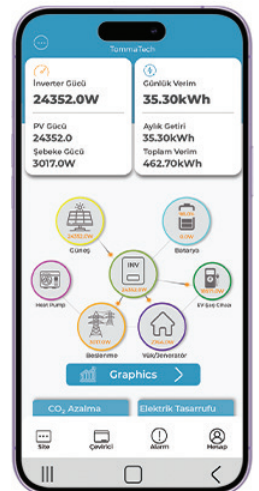 TommaTech
İnverter Gücü
24352.0W
PV Gücü
24352.0
Şebeke Gücü
3017.0W
Günlük Verim
35.30kWh
Aylık Getiri
35.30kWh
Toplam Verim
462.70kWh
Güneş
Batarya
INV
Heat Pump
EV Şarj Cihazı
Beslenme
Yük/Jeneratör
Graphics
CO₂ Azalma
Elektrik Tasarrufu
Site
Çevirici
Alarm
Hesap